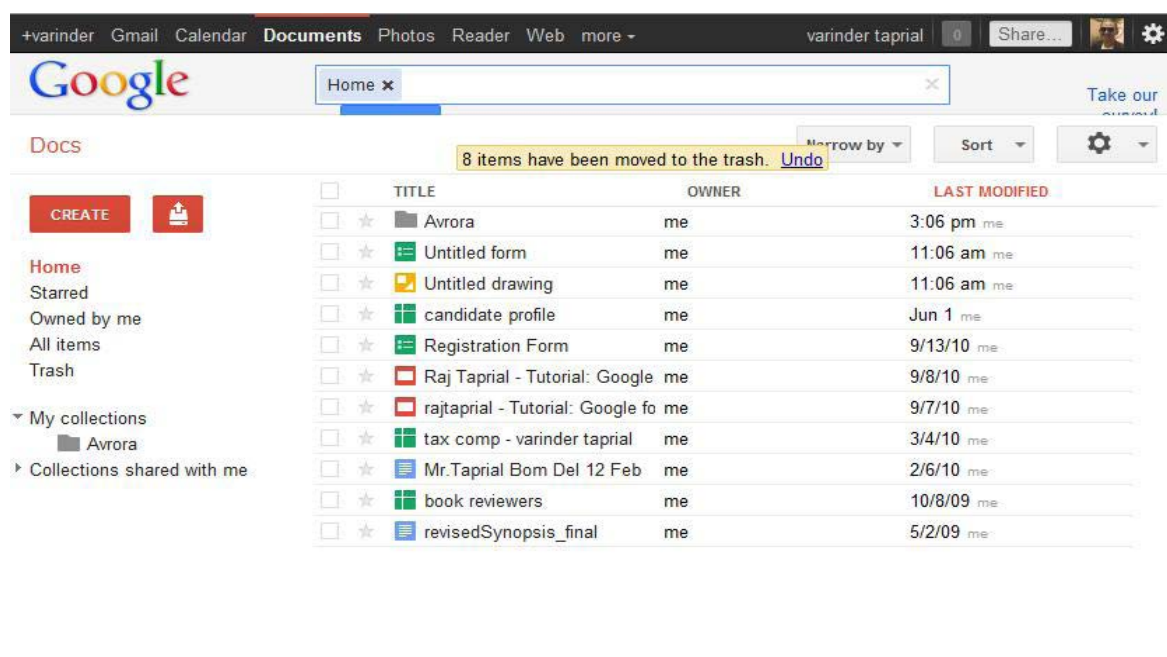 +varinder Gmail Calendar Documents Photos Reader Web more varinder taprial 0 Share...
Google Home × ×
Take our
survey!
Docs 8 items have been moved to the trash. Undo Narrow by Sort
CREATE
Home
Starred
Owned by me
All items
Trash
My collections
Avrora
Collections shared with me
TITLE OWNER LAST MODIFIED
Avrora me 3:06 pm me
Untitled form me 11:06 am me
Untitled drawing me 11:06 am me
candidate profile me Jun 1 me
Registration Form me 9/13/10 me
Raj Taprial - Tutorial: Google me 9/8/10 me
rajtaprial - Tutorial: Google fo me 9/7/10 me
tax comp - varinder taprial me 3/4/10 me
Mr.Taprial Bom Del 12 Feb me 2/6/10 me
book reviewers me 10/8/09 me
revisedSynopsis_final me 5/2/09 me